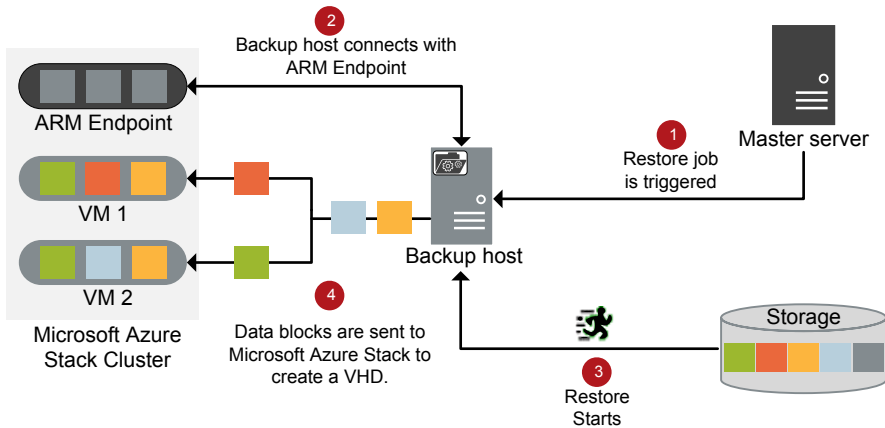 2
Backup host connects with
ARM Endpoint
ARM Endpoint
1
Restore job
is triggered
Master server
VM 1
VM 2
Backup host
Microsoft Azure
Stack Cluster
4
Data blocks are sent to
Microsoft Azure Stack to
create a VHD.
3
Restore
Starts
Storage